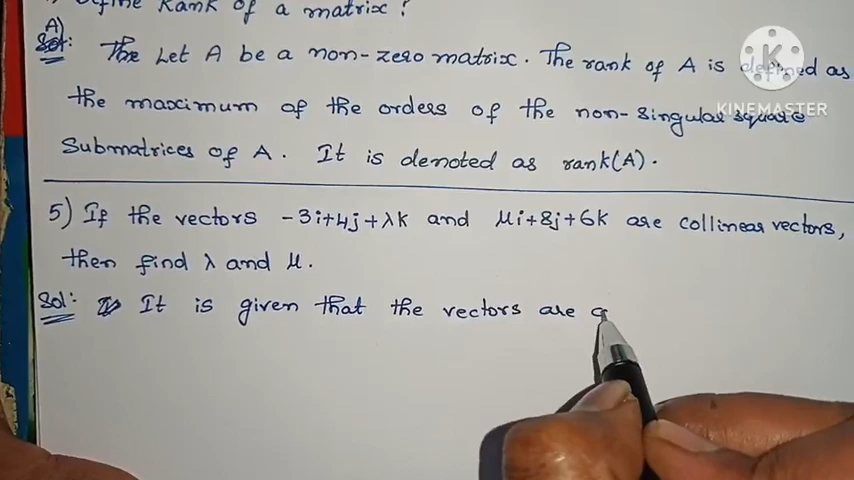 Define Rank of a matrix?
A)
Sol: The Let A be a non-zero matrix. The rank of A is defined as
the maximum of the orders of the non-singular square
Submatrices of A. It is denoted as rank(A).
5) If the vectors -3i+4j+λk and μi+8j+6k are collinear vectors,
then find λ and μ.
Sol: It is given that the vectors are
KINEMASTER